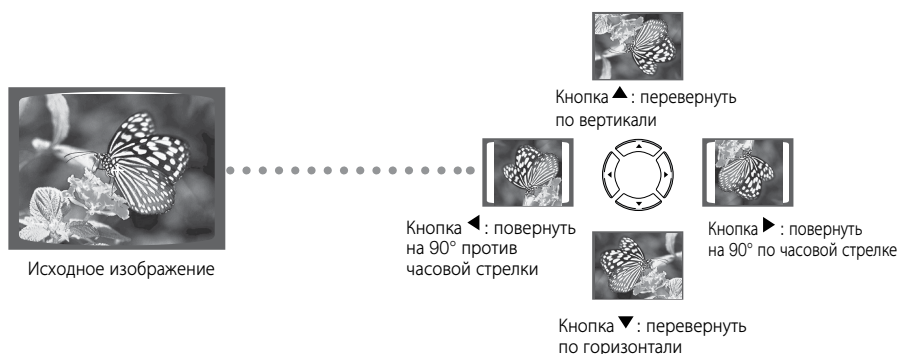 Кнопка ▲ : перевернуть
по вертикали
Кнопка ◀ : повернуть
на 90° против
часовой стрелки
Кнопка ▶ : повернуть
на 90° по часовой стрелке
Исходное изображение
Кнопка ▼ : перевернуть
по горизонтали